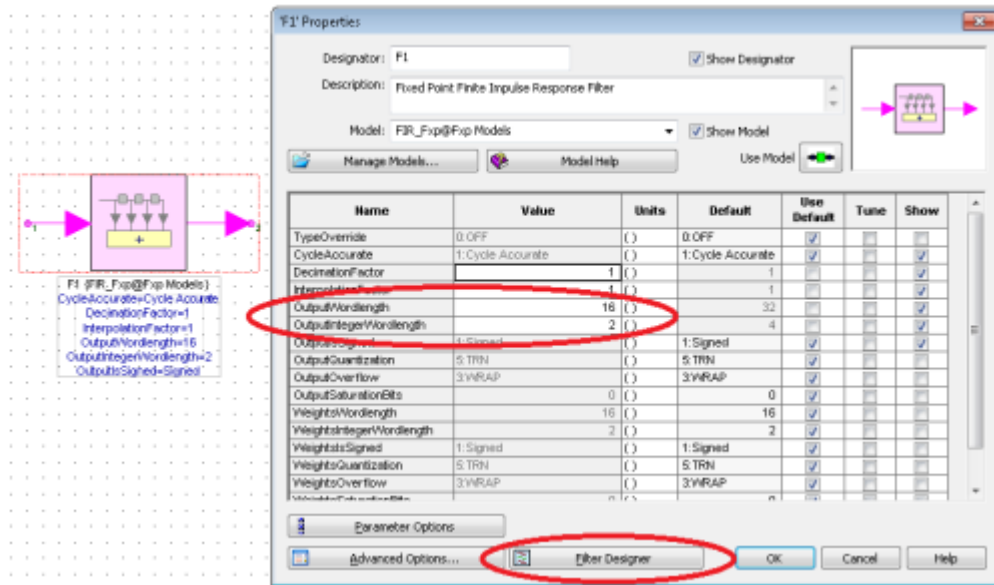 'F1' Properties
Designator: F1
Show Designator
Description: Fixed Point Finite Impulse Response Filter
Model: FIR_Fxp@Fxp Models
Show Model
Manage Models...
Model Help
Use Model
Name Value Units Default Use Default Tune Show
TypeOverride 0:OFF () 0:OFF
CycleAccurate 1:Cycle Accurate () 1:Cycle Accurate
DecimationFactor 1 () 1
InterpolationFactor 1 () 1
OutputWordlength 16 () 32
OutputIntegerWordlength 2 () 4
OutputIsSigned 1:Signed () 1:Signed
OutputQuantization 5:TRN () 5:TRN
OutputOverflow 3:WRAP () 3:WRAP
OutputSaturationBits 0 () 0
WeightsWordlength 16 () 16
WeightsIntegerWordlength 2 () 2
WeightsIsSigned 1:Signed () 1:Signed
WeightsQuantization 5:TRN () 5:TRN
WeightsOverflow 3:WRAP () 3:WRAP
WeightsSaturationBits 0 () 0
Parameter Options
Advanced Options...
Filter Designer
OK
Cancel
Help
1
2
F1 {FIR_Fxp@Fxp Models}
CycleAccurate=Cycle Accurate
DecimationFactor=1
InterpolationFactor=1
OutputWordlength=16
OutputIntegerWordlength=2
OutputIsSigned=Signed